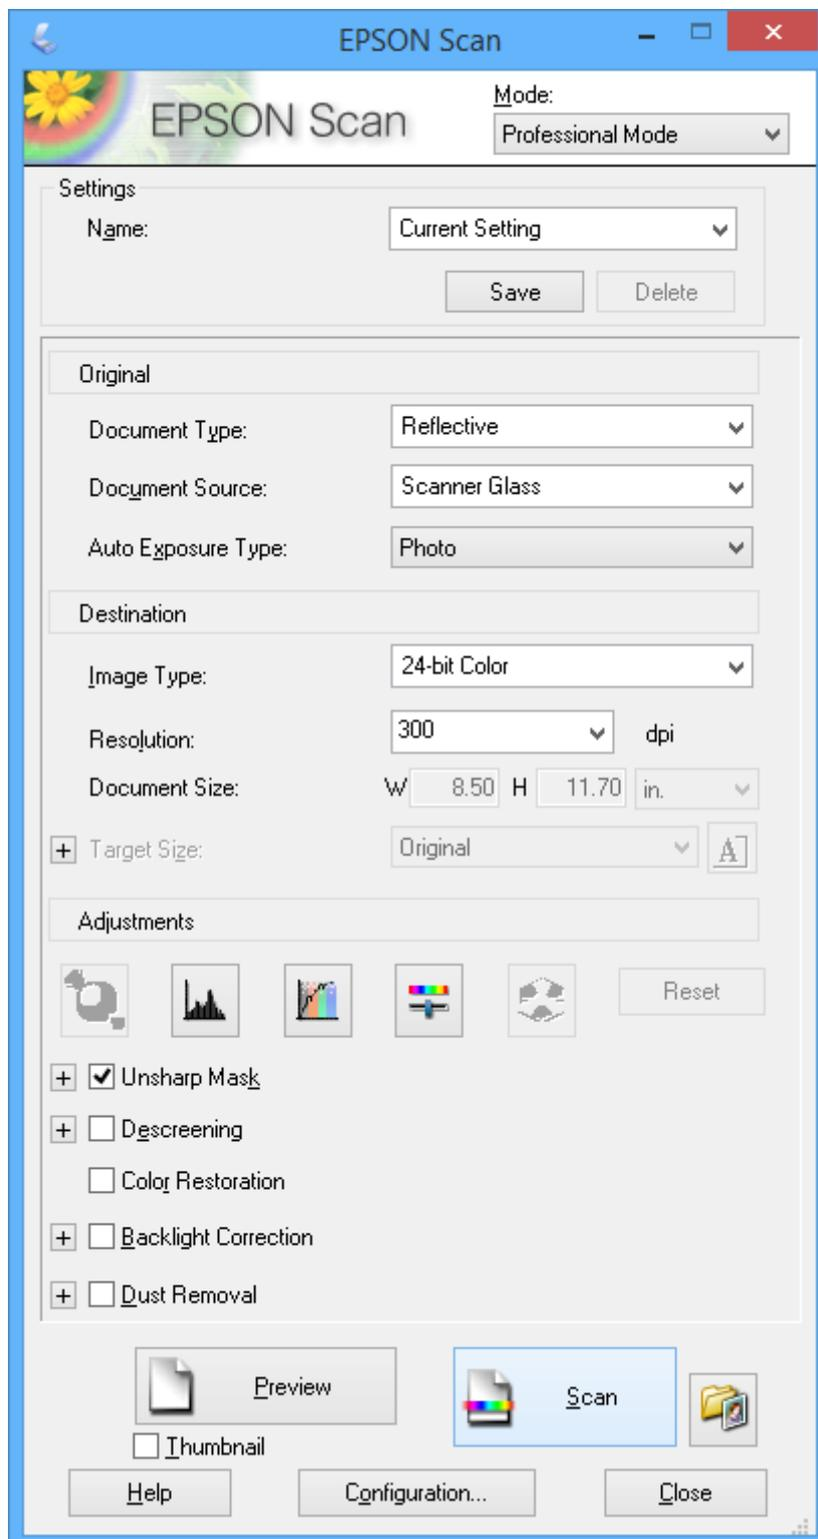 EPSON Scan
EPSON Scan
Mode:
Professional Mode
Settings
Name:
Current Setting
Save
Delete
Original
Document Type:
Reflective
Document Source:
Scanner Glass
Auto Exposure Type:
Photo
Destination
Image Type:
24-bit Color
Resolution:
300
dpi
Document Size:
W 8.50 H 11.70 in.
+ Target Size:
Original
A
Adjustments
Reset
+ Unsharp Mask
+ Descreening
Color Restoration
+ Backlight Correction
+ Dust Removal
Preview
Scan
Thumbnail
Help
Configuration...
Close